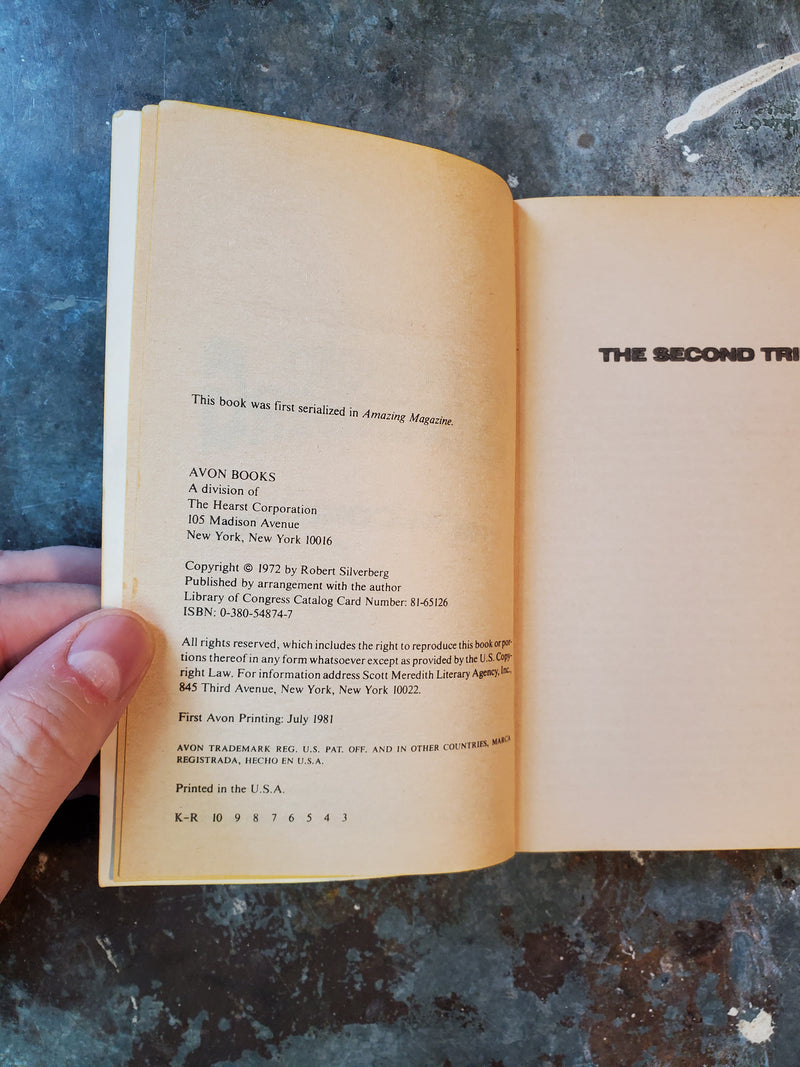 This book was first serialized in Amazing Magazine.
AVON BOOKS
A division of
The Hearst Corporation
105 Madison Avenue
New York, New York 10016
Copyright © 1972 by Robert Silverberg
Published by arrangement with the author
Library of Congress Catalog Card Number: 81-65126
ISBN: 0-380-54874-7
All rights reserved, which includes the right to reproduce this book or por-
tions thereof in any form whatsoever except as provided by the U.S. Copy-
right Law. For information address Scott Meredith Literary Agency, Inc.,
845 Third Avenue, New York, New York 10022.
First Avon Printing: July 1981
AVON TRADEMARK REG. U.S. PAT. OFF. AND IN OTHER COUNTRIES, MARCA
REGISTRADA, HECHO EN U.S.A.
Printed in the U.S.A.
K-R 10 9 8 7 6 5 4 3
THE SECOND TRI